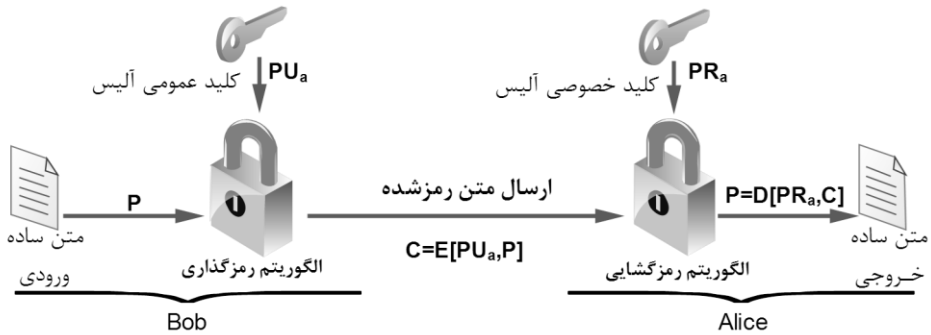 PUa
کلید عمومی آلیس
PRa
کلید خصوصی آلیس
P
ارسال متن رمزشده
C=E[PUa,P]
P=D[PRa,C]
متن ساده
ورودی
الگوریتم رمزگذاری
الگوریتم رمزگشایی
متن ساده
خـروجی
Bob
Alice